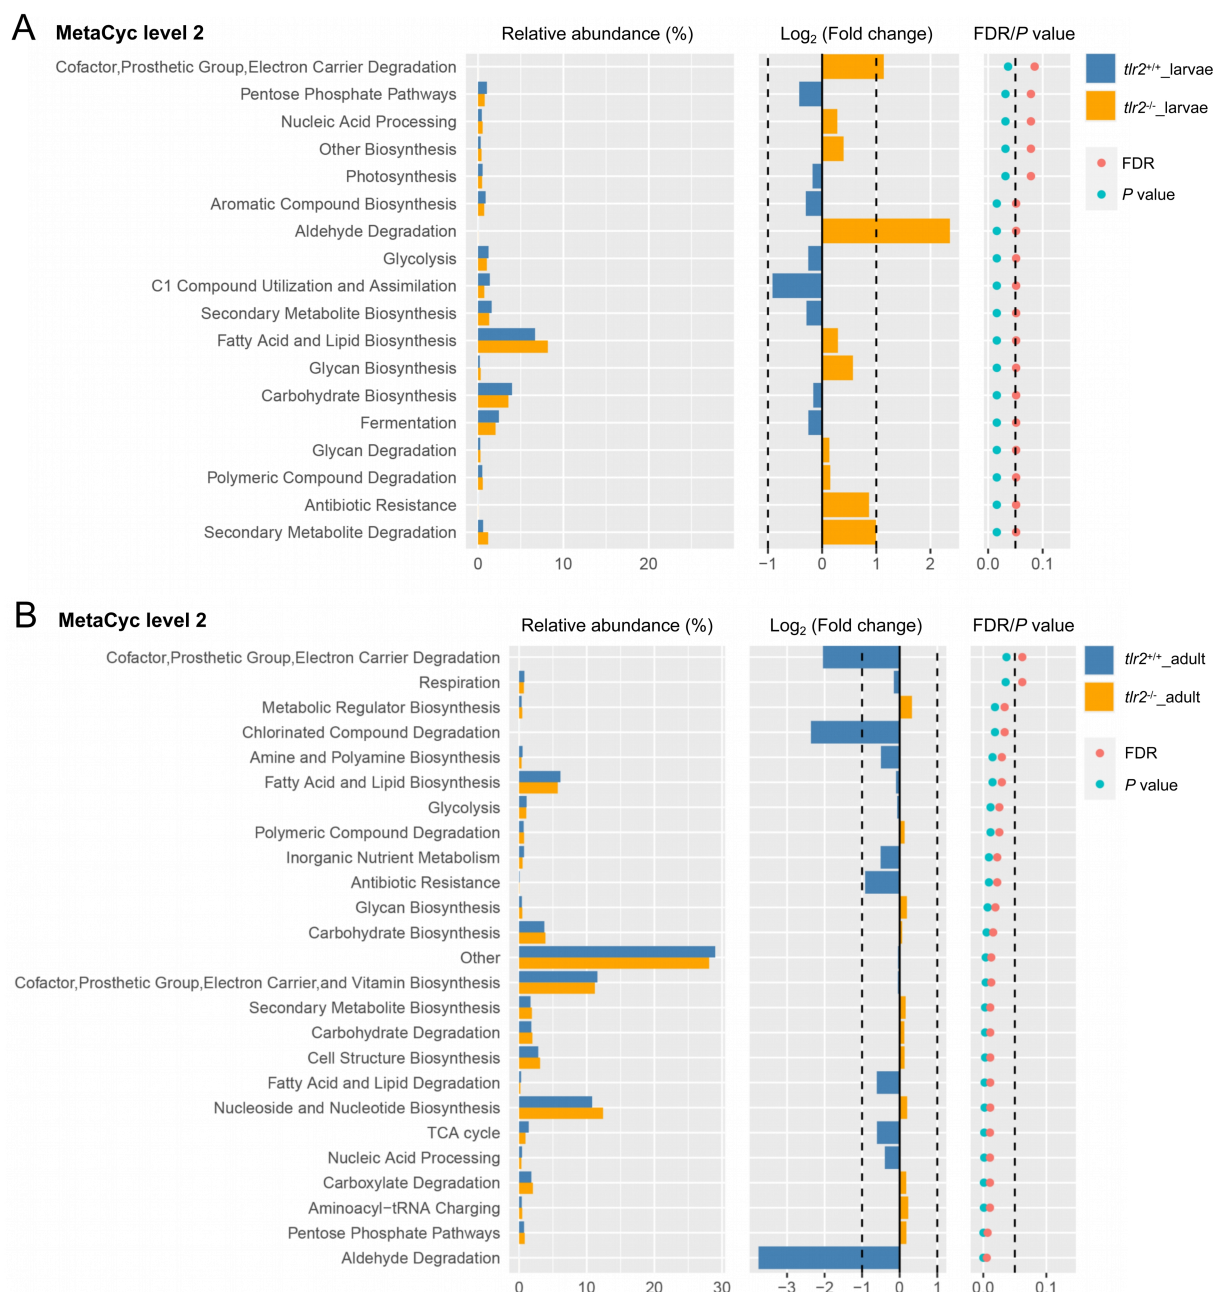 A
MetaCyc level 2
Relative abundance (%)
Log2 (Fold change)
FDR/P value
Cofactor,Prosthetic Group,Electron Carrier Degradation
Pentose Phosphate Pathways
Nucleic Acid Processing
Other Biosynthesis
Photosynthesis
Aromatic Compound Biosynthesis
Aldehyde Degradation
Glycolysis
C1 Compound Utilization and Assimilation
Secondary Metabolite Biosynthesis
Fatty Acid and Lipid Biosynthesis
Glycan Biosynthesis
Carbohydrate Biosynthesis
Fermentation
Glycan Degradation
Polymeric Compound Degradation
Antibiotic Resistance
Secondary Metabolite Degradation
0 10 20
−1 0 1 2
0.0 0.1
tlr2+/+_larvae
tlr2-/-_larvae
FDR
P value
B
MetaCyc level 2
Relative abundance (%)
Log2 (Fold change)
FDR/P value
Cofactor,Prosthetic Group,Electron Carrier Degradation
Respiration
Metabolic Regulator Biosynthesis
Chlorinated Compound Degradation
Amine and Polyamine Biosynthesis
Fatty Acid and Lipid Biosynthesis
Glycolysis
Polymeric Compound Degradation
Inorganic Nutrient Metabolism
Antibiotic Resistance
Glycan Biosynthesis
Carbohydrate Biosynthesis
Other
Cofactor,Prosthetic Group,Electron Carrier,and Vitamin Biosynthesis
Secondary Metabolite Biosynthesis
Carbohydrate Degradation
Cell Structure Biosynthesis
Fatty Acid and Lipid Degradation
Nucleoside and Nucleotide Biosynthesis
TCA cycle
Nucleic Acid Processing
Carboxylate Degradation
Aminoacyl−tRNA Charging
Pentose Phosphate Pathways
Aldehyde Degradation
0 10 20 30
−3 −2 −1 0 1
0.0 0.1
tlr2+/+_adult
tlr2-/-_adult
FDR
P value